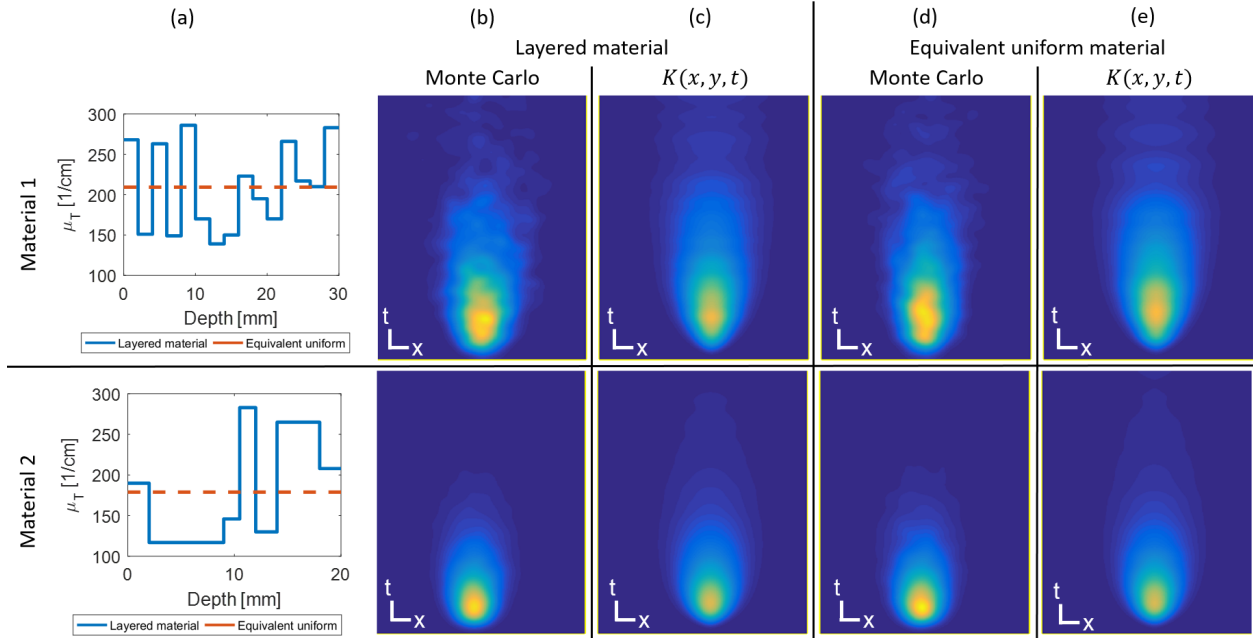 (a)
(b)
(c)
(d)
(e)
Layered material
Equivalent uniform material
Monte Carlo
K(x, y, t)
Monte Carlo
K(x, y, t)
Material 1
μT [1/cm]
300
250
200
150
100
0
10
20
30
Depth [mm]
Layered material
Equivalent uniform
t
x
t
x
t
x
t
x
Material 2
μT [1/cm]
300
250
200
150
100
0
10
20
Depth [mm]
Layered material
Equivalent uniform
t
x
t
x
t
x
t
x